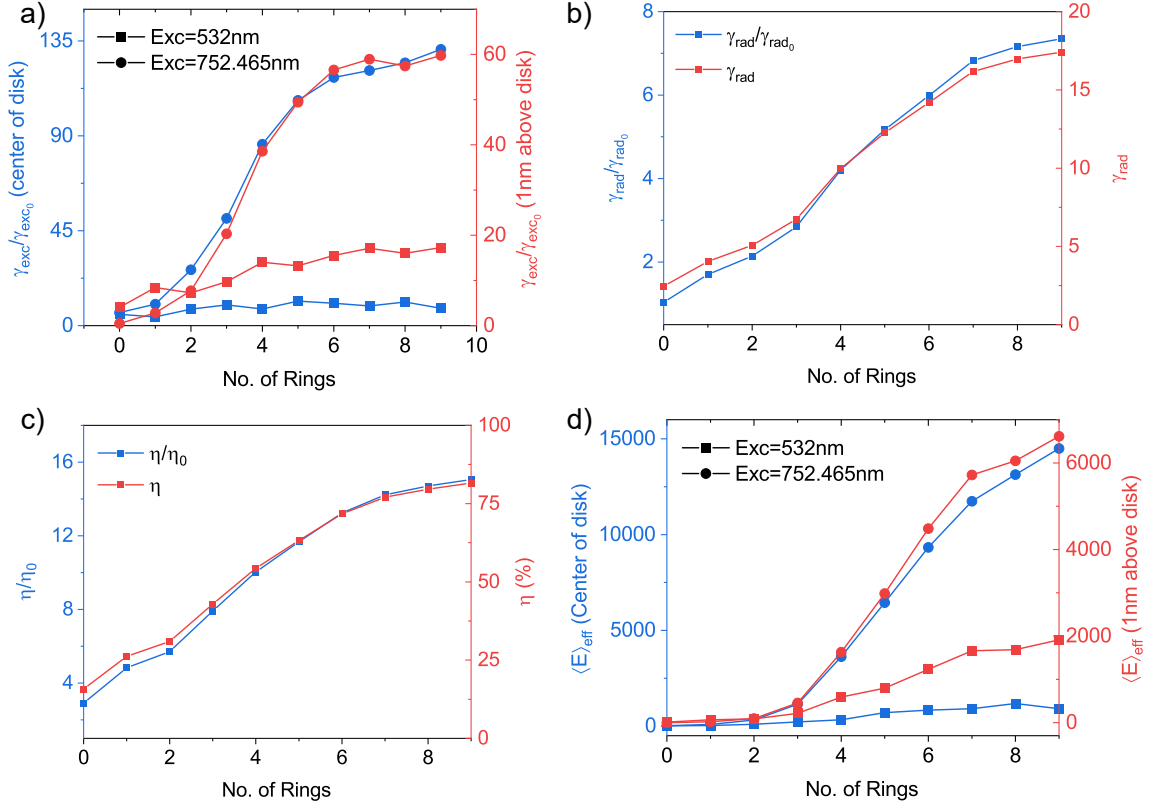 a)
Exc=532nm
Exc=752.465nm
γexc/γexc0 (center of disk)
135
90
45
0
γexc/γexc0 (1nm above disk)
60
40
20
0
0 2 4 6 8 10
No. of Rings
b)
γrad/γrad0
γrad
γrad/γrad0
8
6
4
2
γrad
20
15
10
5
0
0 2 4 6 8
No. of Rings
c)
η/η0
η
η/η0
16
12
8
4
η (%)
100
75
50
25
0
0 2 4 6 8
No. of Rings
d)
Exc=532nm
Exc=752.465nm
⟨E⟩eff (Center of disk)
15000
10000
5000
0
⟨E⟩eff (1nm above disk)
6000
4000
2000
0
0 2 4 6 8
No. of Rings